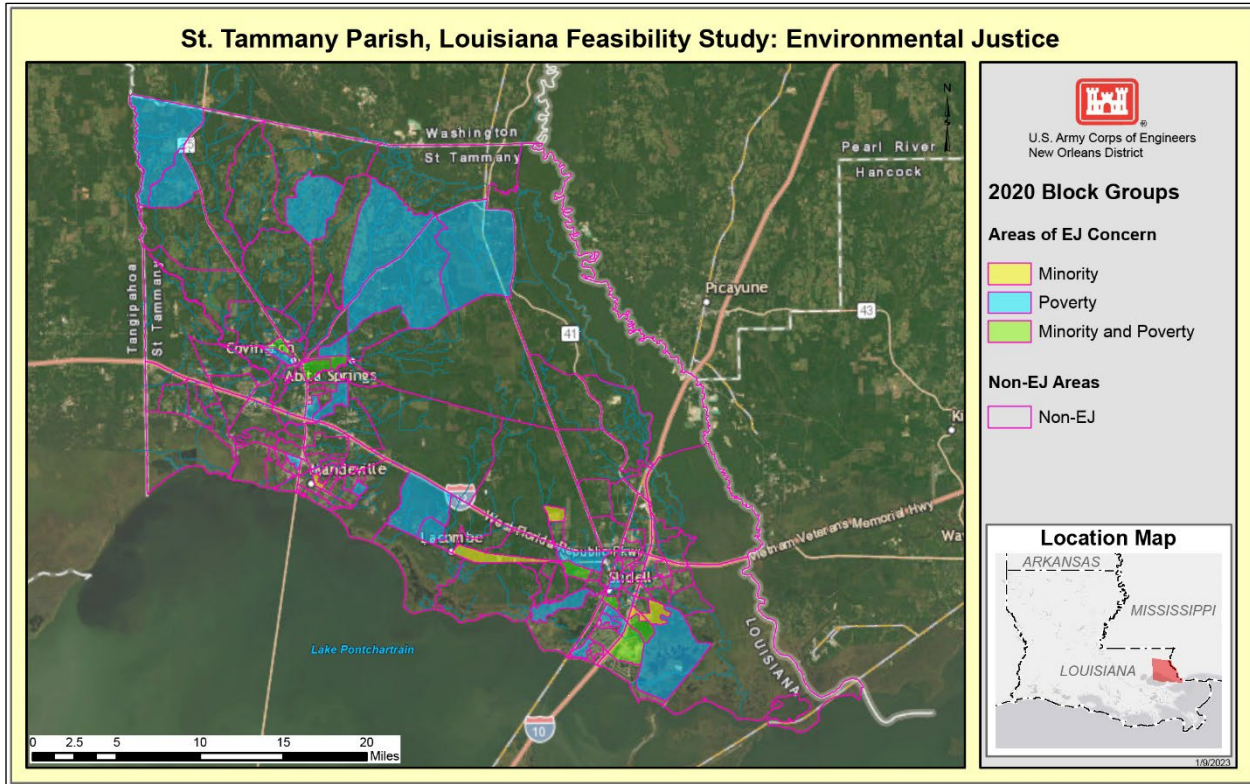 St. Tammany Parish, Louisiana Feasibility Study: Environmental Justice
Washington
St Tammany
Pearl River
Hancock
Tangipahoa
St Tammany
Picayune
43
41
Covington
Abita Springs
Mandeville
Lacombe
West Florida Republic Pkwy
Slidell
Vietnam Veterans Memorial Hwy
LOUISIANA
Lake Pontchartrain
10
0 2.5 5 10 15 20
Miles
N
U.S. Army Corps of Engineers
New Orleans District
®
2020 Block Groups
Areas of EJ Concern
Minority
Poverty
Minority and Poverty
Non-EJ Areas
Non-EJ
Location Map
ARKANSAS
MISSISSIPPI
LOUISIANA
1/9/2023